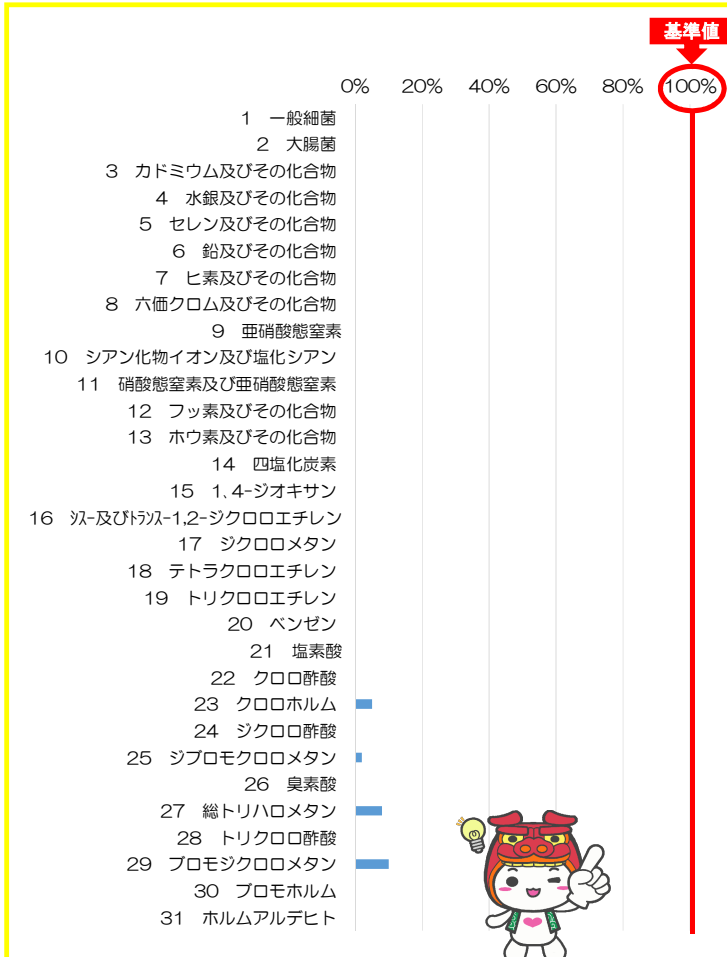 基準値
0% 20% 40% 60% 80% 100%
1 一般細菌
2 大腸菌
3 カドミウム及びその化合物
4 水銀及びその化合物
5 セレン及びその化合物
6 鉛及びその化合物
7 ヒ素及びその化合物
8 六価クロム及びその化合物
9 亜硝酸態窒素
10 シアン化物イオン及び塩化シアン
11 硝酸態窒素及び亜硝酸態窒素
12 フッ素及びその化合物
13 ホウ素及びその化合物
14 四塩化炭素
15 1、4-ジオキサン
16 ｼｽ-及びﾄﾗﾝｽ-1,2-ジクロロエチレン
17 ジクロロメタン
18 テトラクロロエチレン
19 トリクロロエチレン
20 ベンゼン
21 塩素酸
22 クロロ酢酸
23 クロロホルム
24 ジクロロ酢酸
25 ジブロモクロロメタン
26 臭素酸
27 総トリハロメタン
28 トリクロロ酢酸
29 ブロモジクロロメタン
30 ブロモホルム
31 ホルムアルデヒト